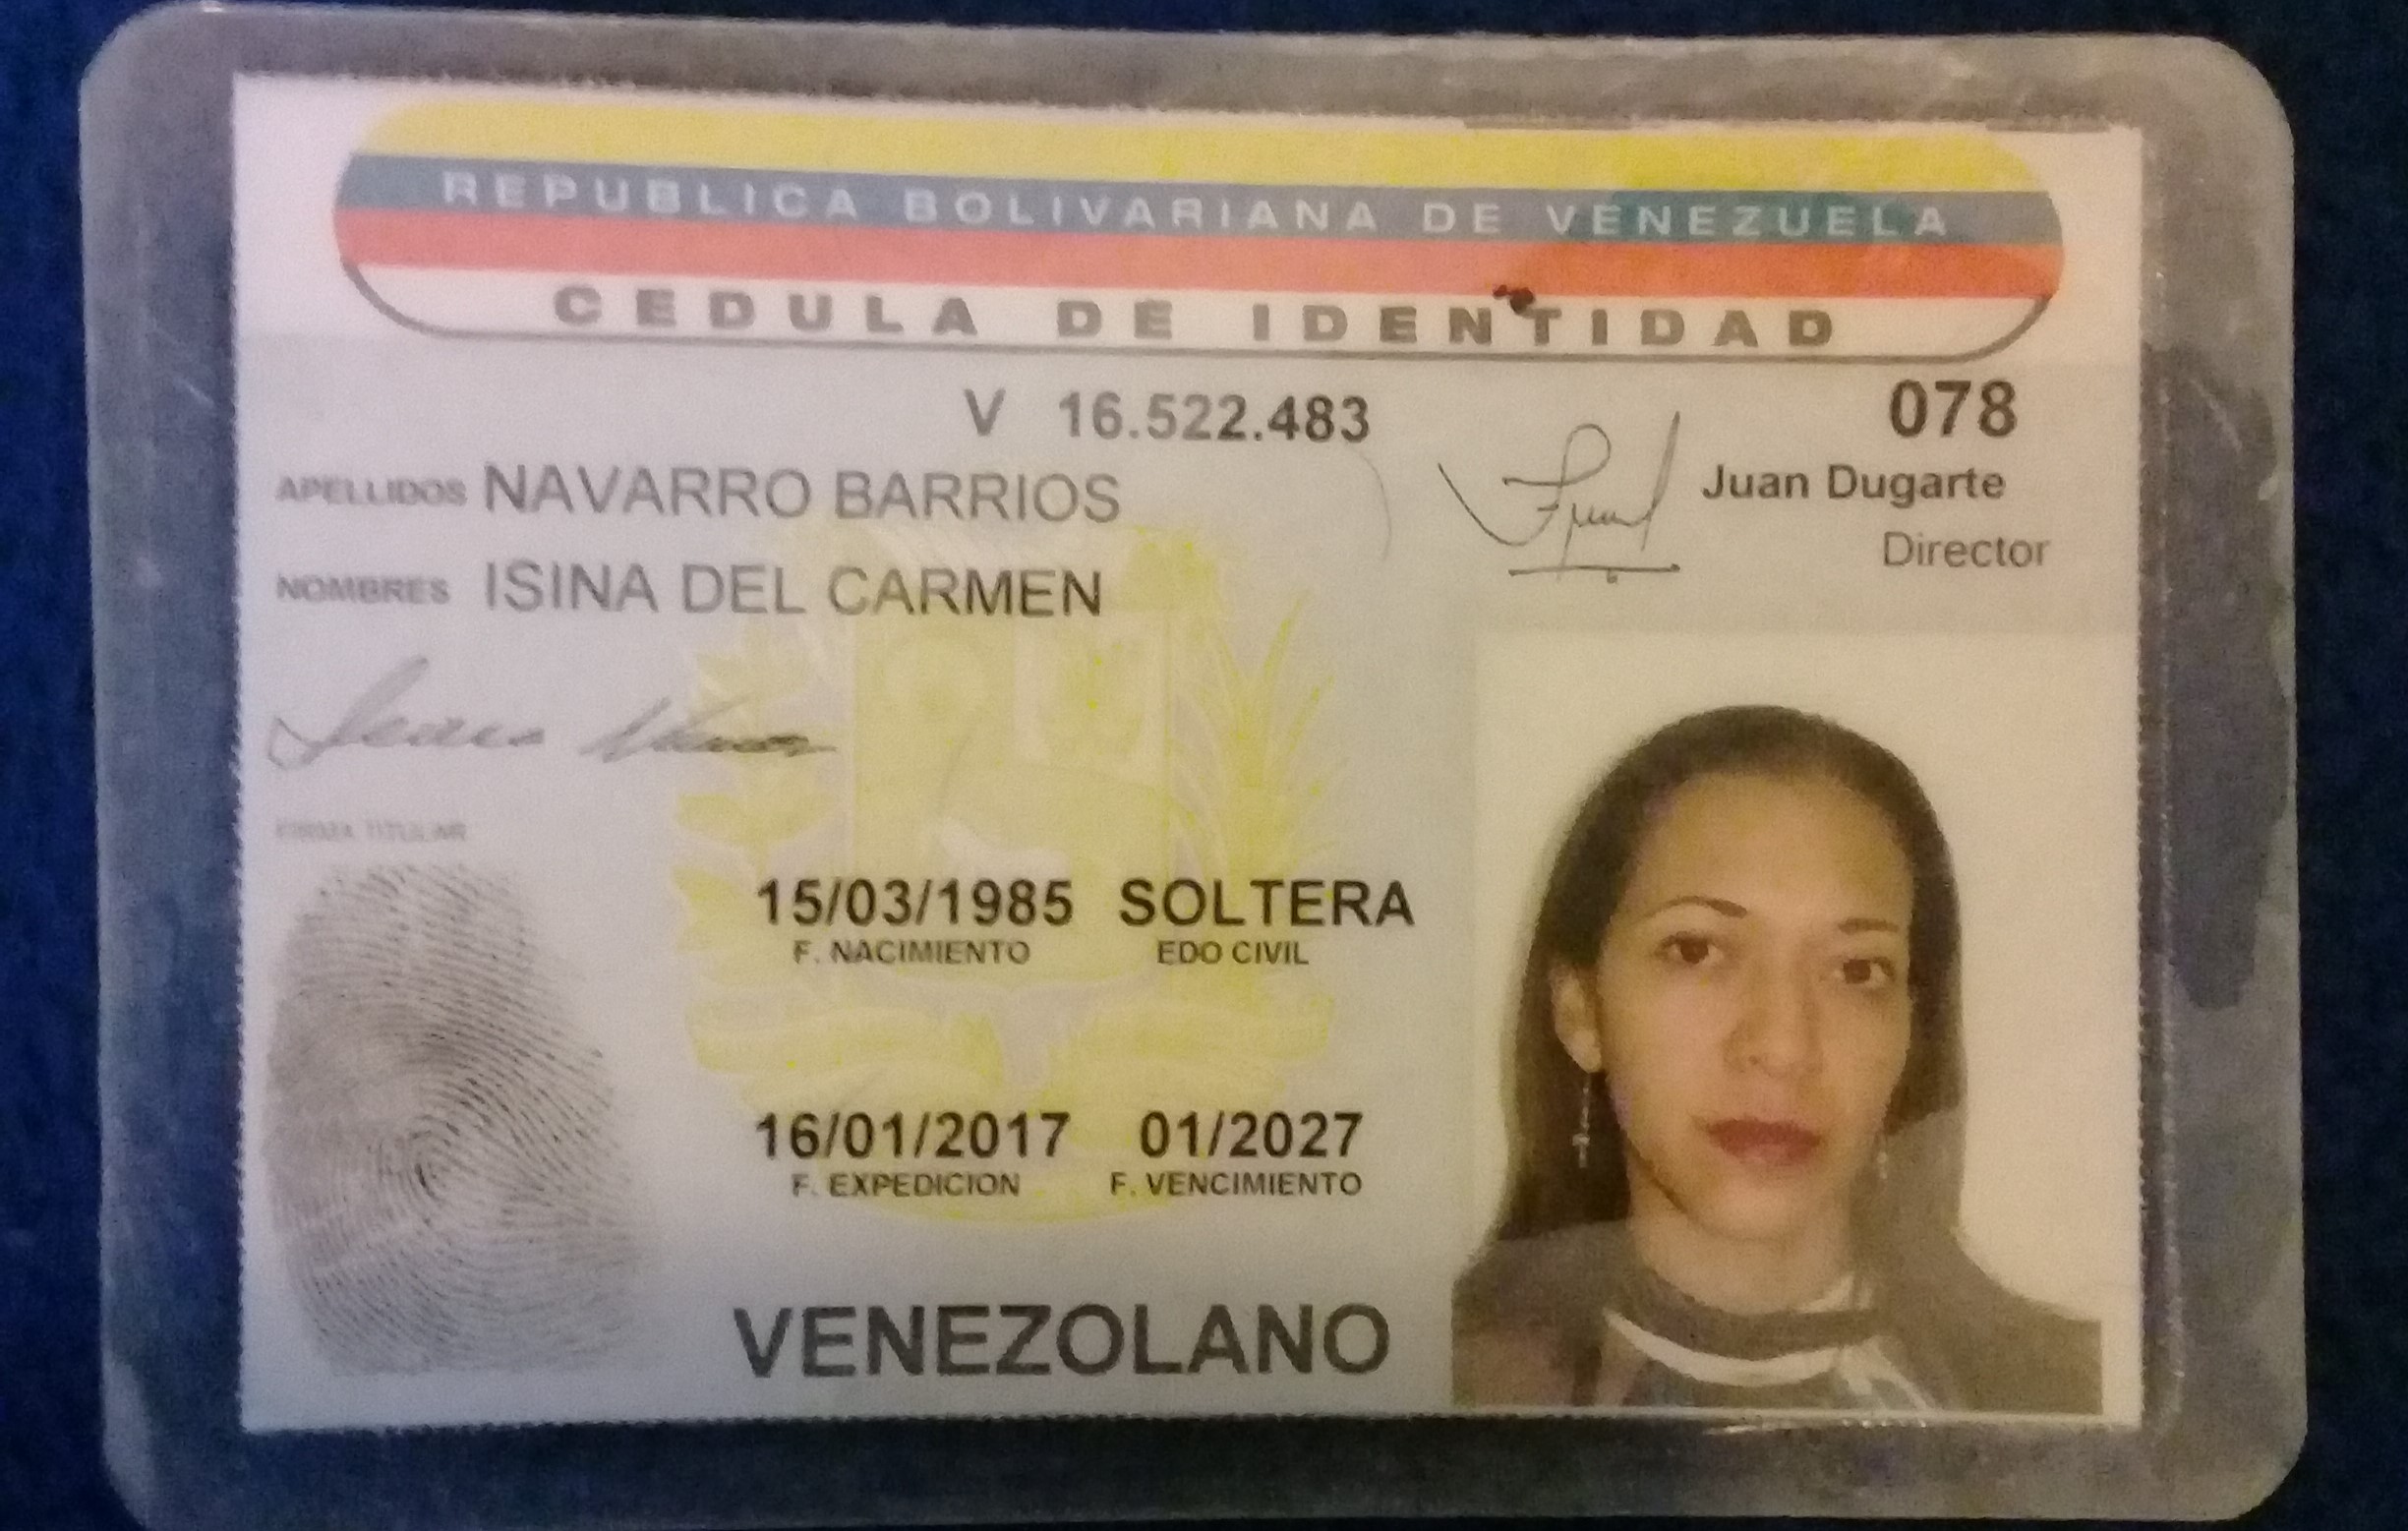 REPUBLICA BOLIVARIANA DE VENEZUELA
CEDULA DE IDENTIDAD
V 16.522.483
078
APELLIDOS NAVARRO BARRIOS
Juan Dugarte
Director
NOMBRES ISINA DEL CARMEN
FIRMA TITULAR
15/03/1985 SOLTERA
F. NACIMIENTO EDO CIVIL
16/01/2017 01/2027
F. EXPEDICION F. VENCIMIENTO
VENEZOLANO